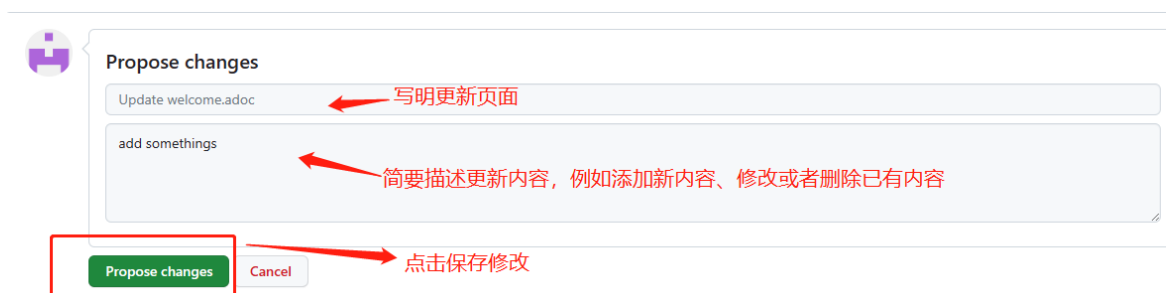 Propose changes
Update welcome.adoc
写明更新页面
add somethings
简要描述更新内容，例如添加新内容、修改或者删除已有内容
点击保存修改
Propose changes
Cancel